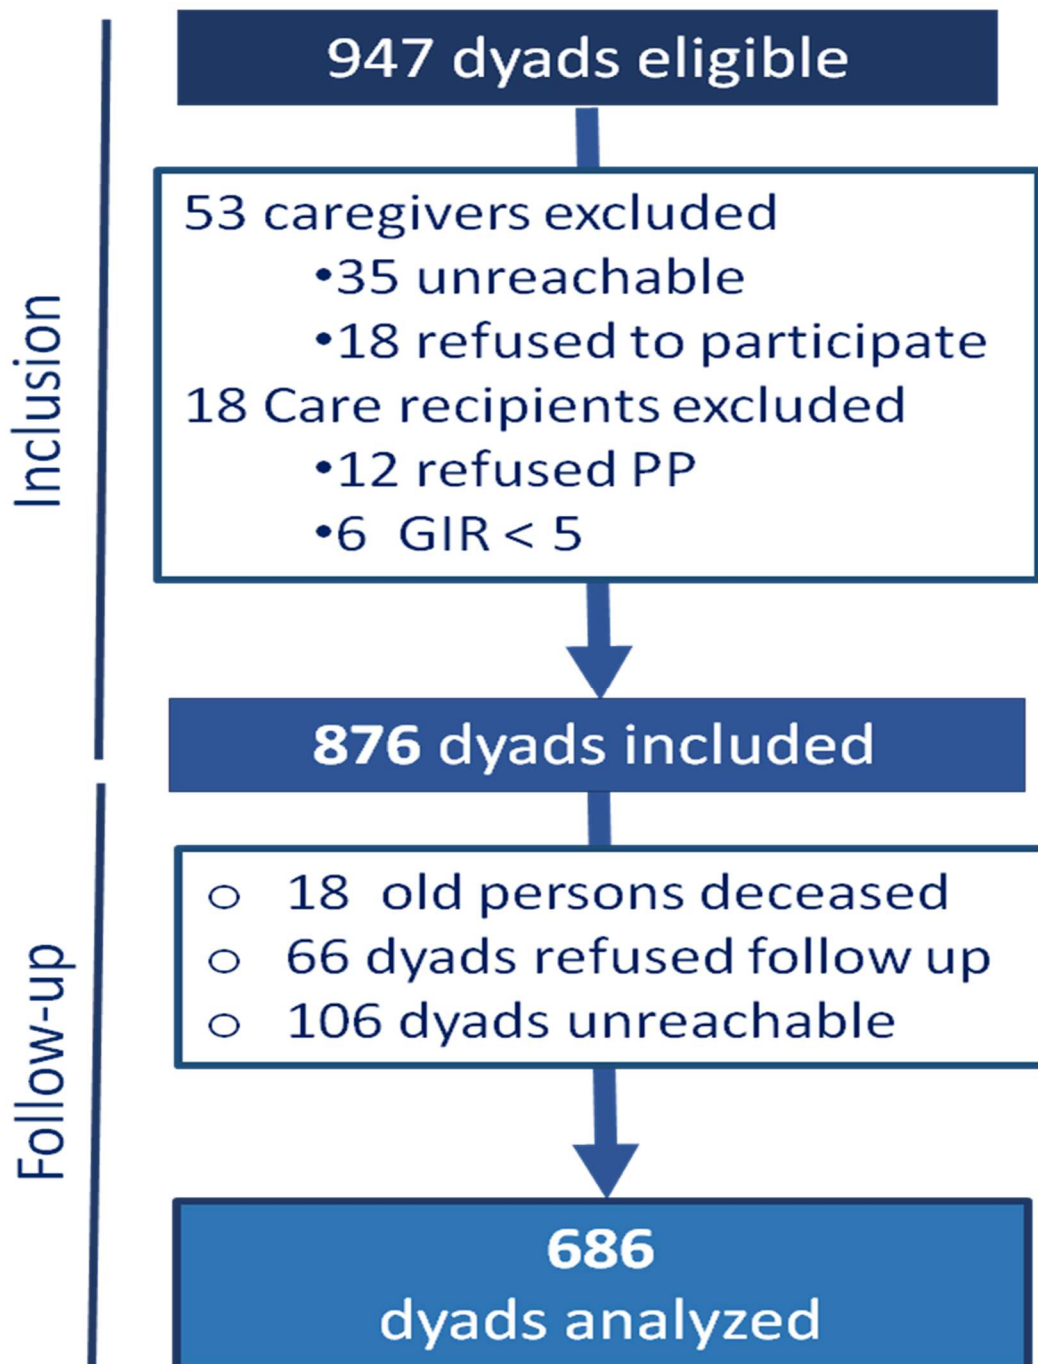 Inclusion
947 dyads eligible
53 caregivers excluded
•35 unreachable
•18 refused to participate
18 Care recipients excluded
•12 refused PP
•6 GIR < 5
876 dyads included
Follow-up
o 18 old persons deceased
o 66 dyads refused follow up
o 106 dyads unreachable
686
dyads analyzed